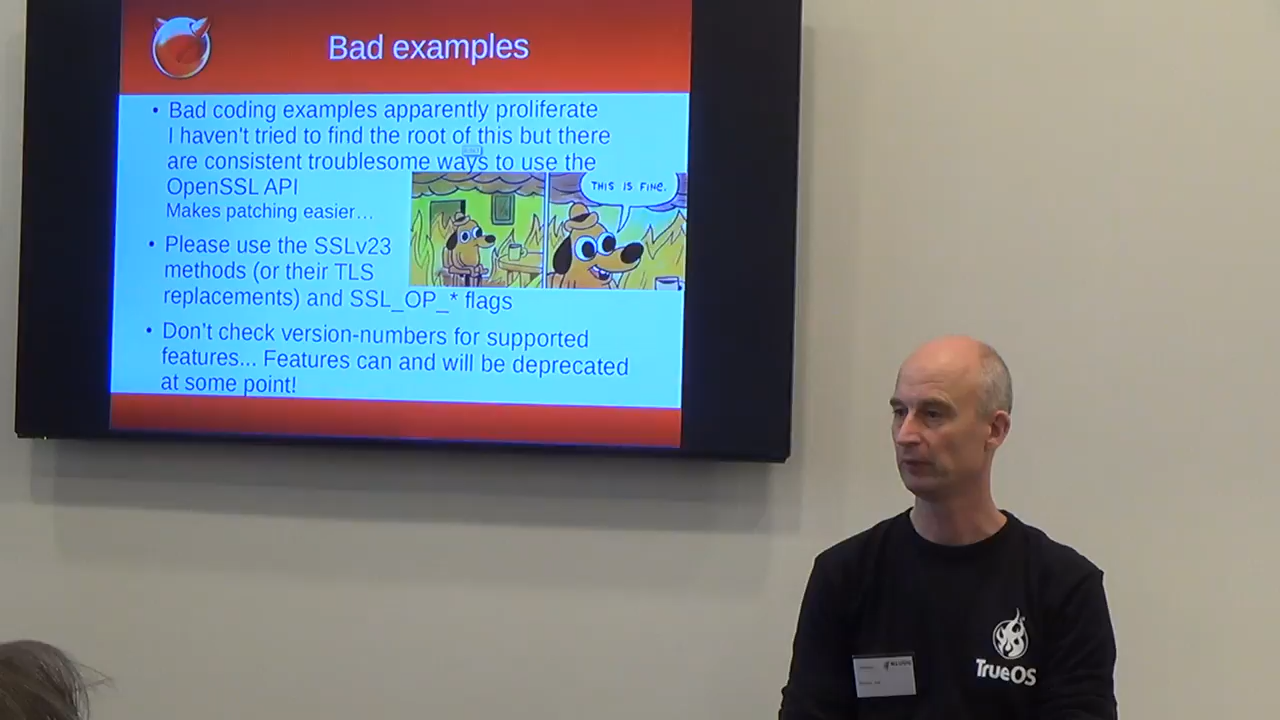 Bad examples
• Bad coding examples apparently proliferate
I haven't tried to find the root of this but there
are consistent troublesome ways to use the
OpenSSL API
Makes patching easier…
THIS IS FINE.
• Please use the SSLv23
methods (or their TLS
replacements) and SSL_OP_* flags
• Don't check version-numbers for supported
features... Features can and will be deprecated
at some point!
TrueOS